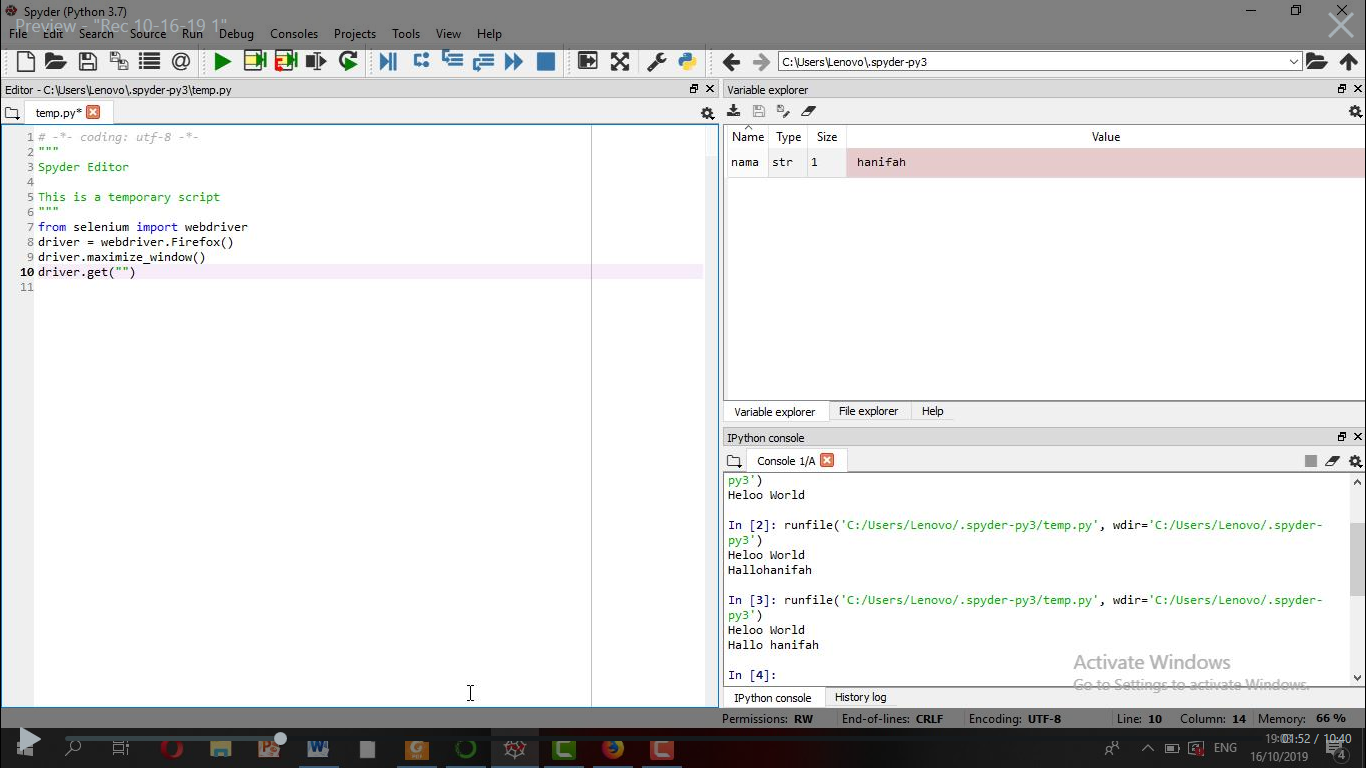 Spyder (Python 3.7)
Preview - "Rec 10-16-19 1"
File Edit Search Source Run Debug Consoles Projects Tools View Help
C:\Users\Lenovo\.spyder-py3
Editor - C:\Users\Lenovo\.spyder-py3\temp.py
temp.py*
1 # -*- coding: utf-8 -*-
2 """
3 Spyder Editor
4
5 This is a temporary script
6 """
7 from selenium import webdriver
8 driver = webdriver.Firefox()
9 driver.maximize_window()
10 driver.get("")
11
Variable explorer
Name Type Size Value
nama str 1 hanifah
Variable explorer File explorer Help
IPython console
Console 1/A
py3')
Heloo World
In [2]: runfile('C:/Users/Lenovo/.spyder-py3/temp.py', wdir='C:/Users/Lenovo/.spyder-
py3')
Heloo World
Hallohanifah
In [3]: runfile('C:/Users/Lenovo/.spyder-py3/temp.py', wdir='C:/Users/Lenovo/.spyder-
py3')
Heloo World
Hallo hanifah
In [4]:
Activate Windows
Go to Settings to activate Windows.
IPython console History log
Permissions: RW End-of-lines: CRLF Encoding: UTF-8 Line: 10 Column: 14 Memory: 66 %
ENG
01:52 / 10:40
16/10/2019
4